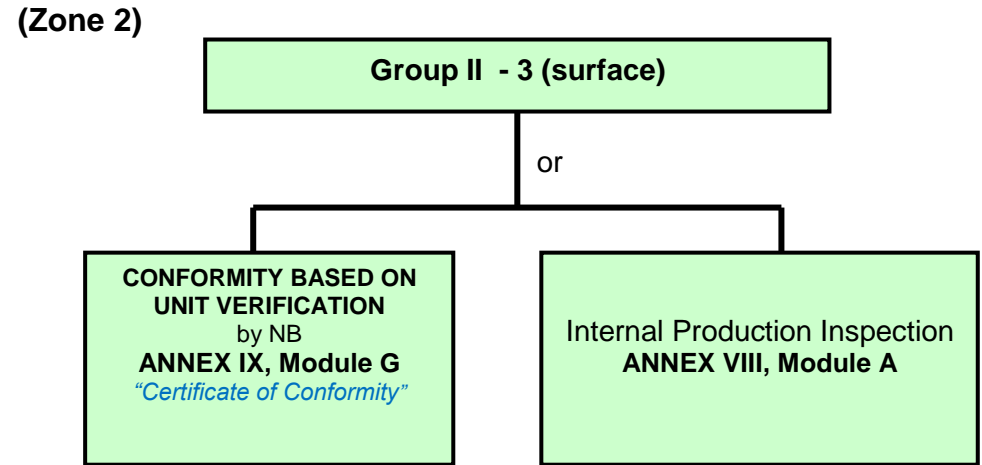 (Zone 2)
Group II - 3 (surface)
or
CONFORMITY BASED ON
UNIT VERIFICATION
by NB
ANNEX IX, Module G
“Certificate of Conformity”
Internal Production Inspection
ANNEX VIII, Module A